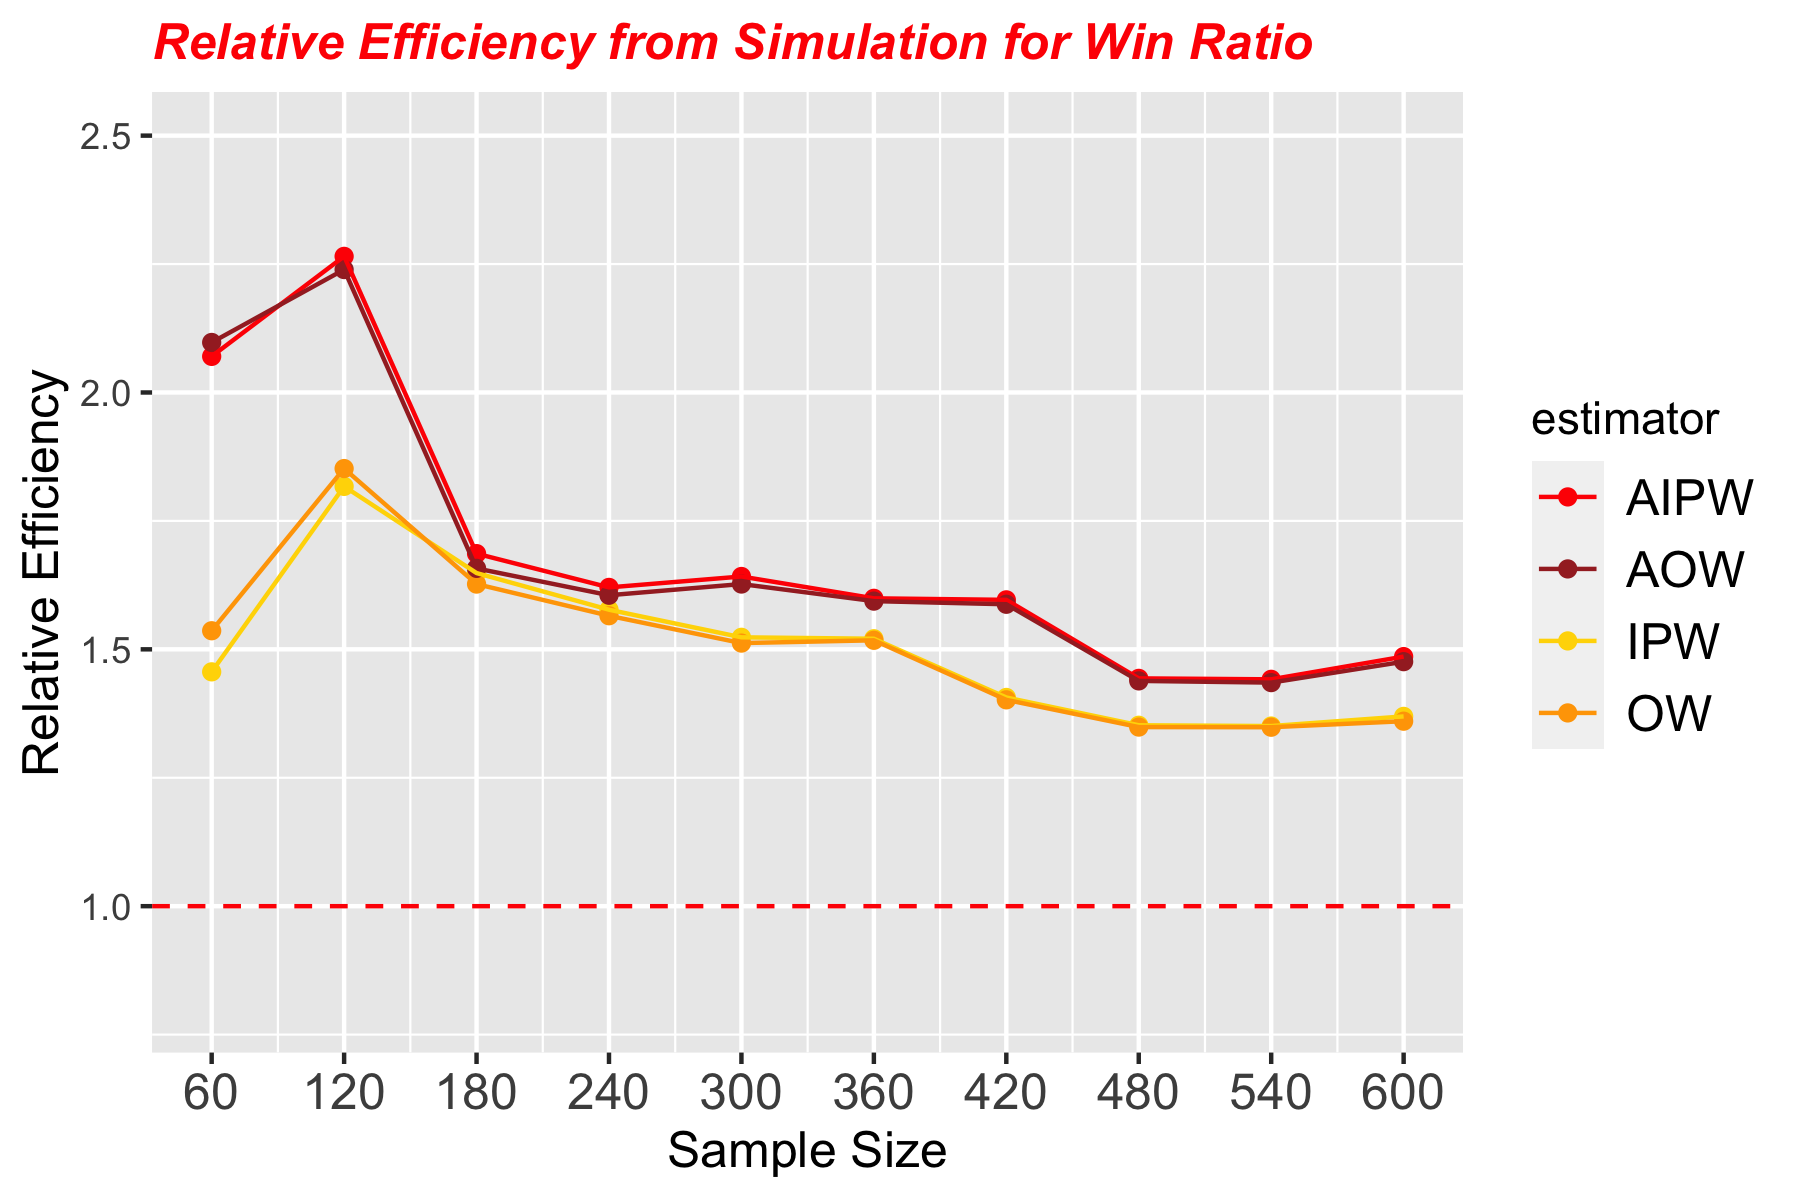 Relative Efficiency from Simulation for Win Ratio
2.5
2.0
1.5
1.0
Relative Efficiency
60 120 180 240 300 360 420 480 540 600
Sample Size
estimator
AIPW
AOW
IPW
OW